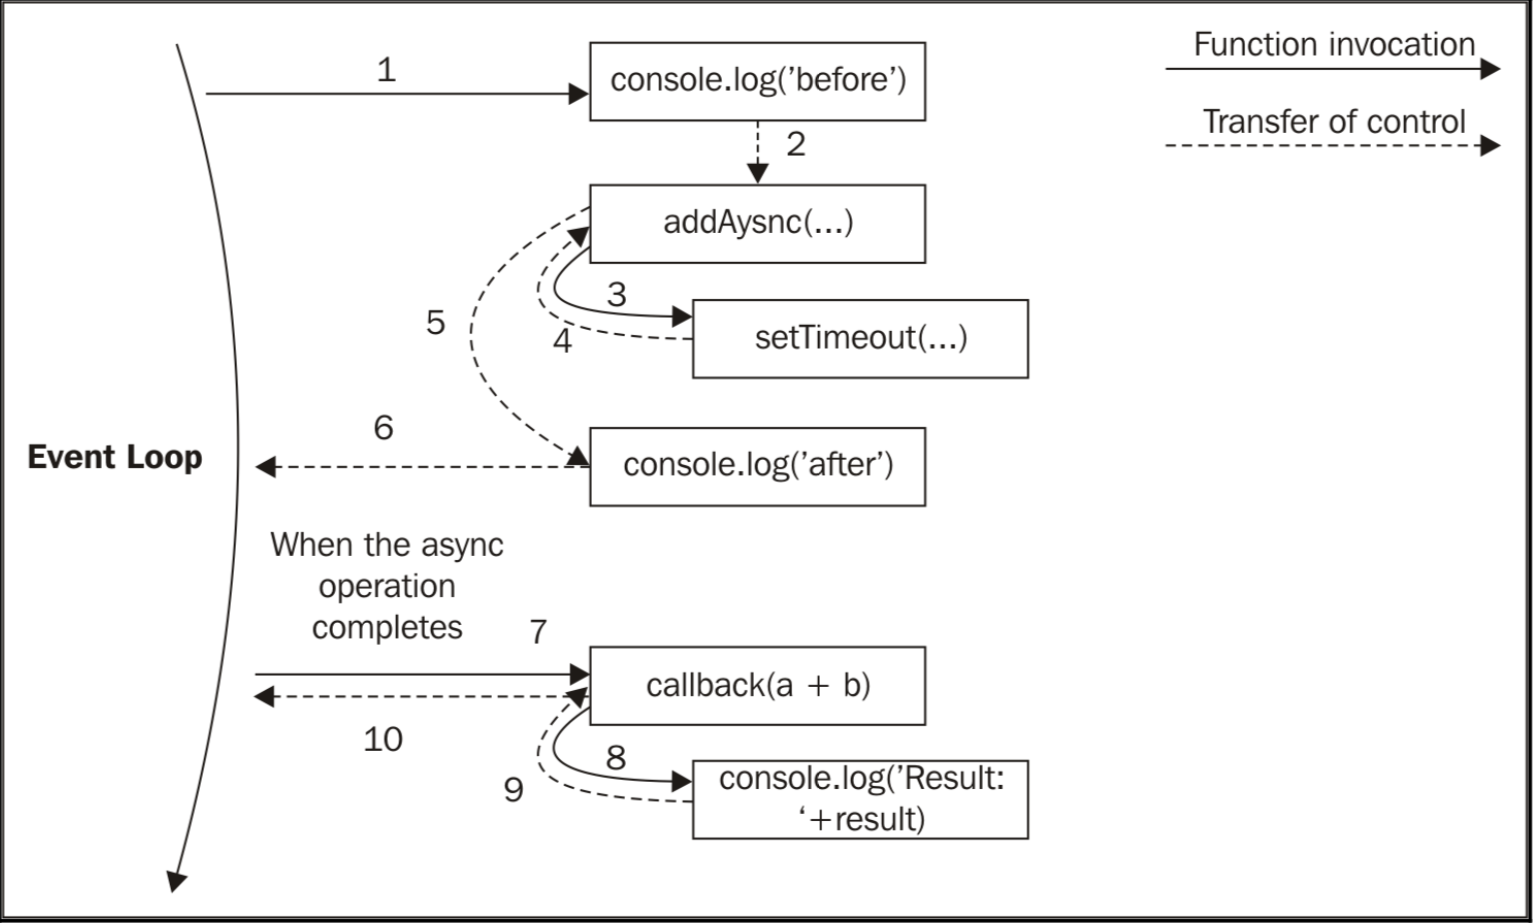 Function invocation
1
console.log(’before’)
Transfer of control
2
addAysnc(...)
3
5
4
setTimeout(...)
6
Event Loop
console.log(’after’)
When the async
operation
completes
7
callback(a + b)
10
8
9
console.log(’Result:
‘+result)